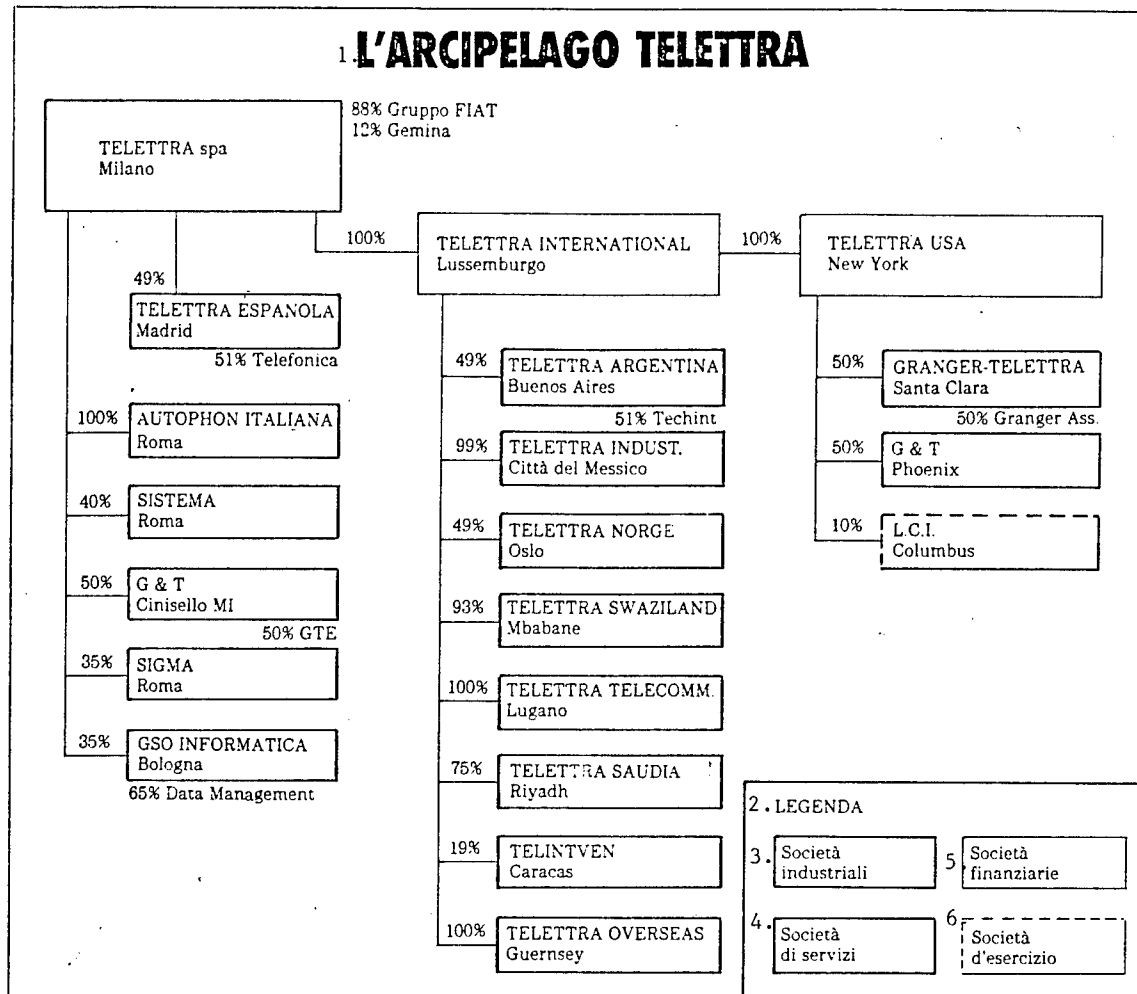 1. L'ARCIPELAGO TELETTRA
88% Gruppo FIAT
12% Gemina
TELETTRA spa
Milano
100%
TELETTRA INTERNATIONAL
Lussemburgo
100%
TELETTRA USA
New York
49%
TELETTRA ESPANOLA
Madrid
51% Telefonica
100%
AUTOPHON ITALIANA
Roma
40%
SISTEMA
Roma
50%
G & T
Cinisello MI
50% GTE
35%
SIGMA
Roma
35%
GSO INFORMATICA
Bologna
65% Data Management
49%
TELETTRA ARGENTINA
Buenos Aires
51% Techint
99%
TELETTRA INDUST.
Città del Messico
49%
TELETTRA NORGE
Oslo
93%
TELETTRA SWAZILAND
Mbabane
100%
TELETTRA TELECOMM.
Lugano
75%
TELETTRA SAUDIA
Riyadh
19%
TELINTVEN
Caracas
100%
TELETTRA OVERSEAS
Guernsey
50%
GRANGER-TELETTRA
Santa Clara
50% Granger Ass.
50%
G & T
Phoenix
10%
L.C.I.
Columbus
2. LEGENDA
3. Società
industriali
4. Società
di servizi
5. Società
finanziarie
6. Società
d'esercizio